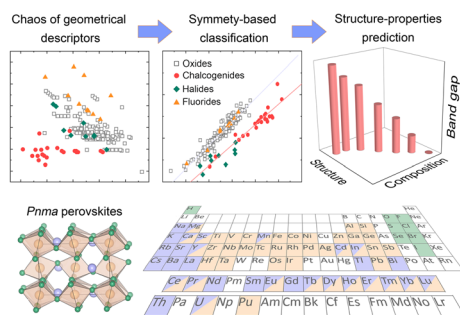 Chaos of geometrical
descriptors
Symmety-based
classification
Structure-properties
prediction
Oxides
Chalcogenides
Halides
Fluorides
Band gap
Structure
Composition
Pnma perovskites
H He
Li Be B C N O F Ne
Na Mg Al Si P S Cl Ar
K Ca Sc Ti V Cr Mn Fe Co Ni Cu Zn Ga Ge As Se Br Kr
Rb Sr Y Zr Nb Mo Tc Ru Rh Pd Ag Cd In Sn Sb Te I Xe
Cs Ba La Hf Ta W Re Os Ir Pt Au Hg Tl Pb Bi Po At Rn
Ce Pr Nd Pm Sm Eu Gd Tb Dy Ho Er Tm Yb Lu
Th Pa U Np Pu Am Cm Bk Cf Es Fm Md No Lr